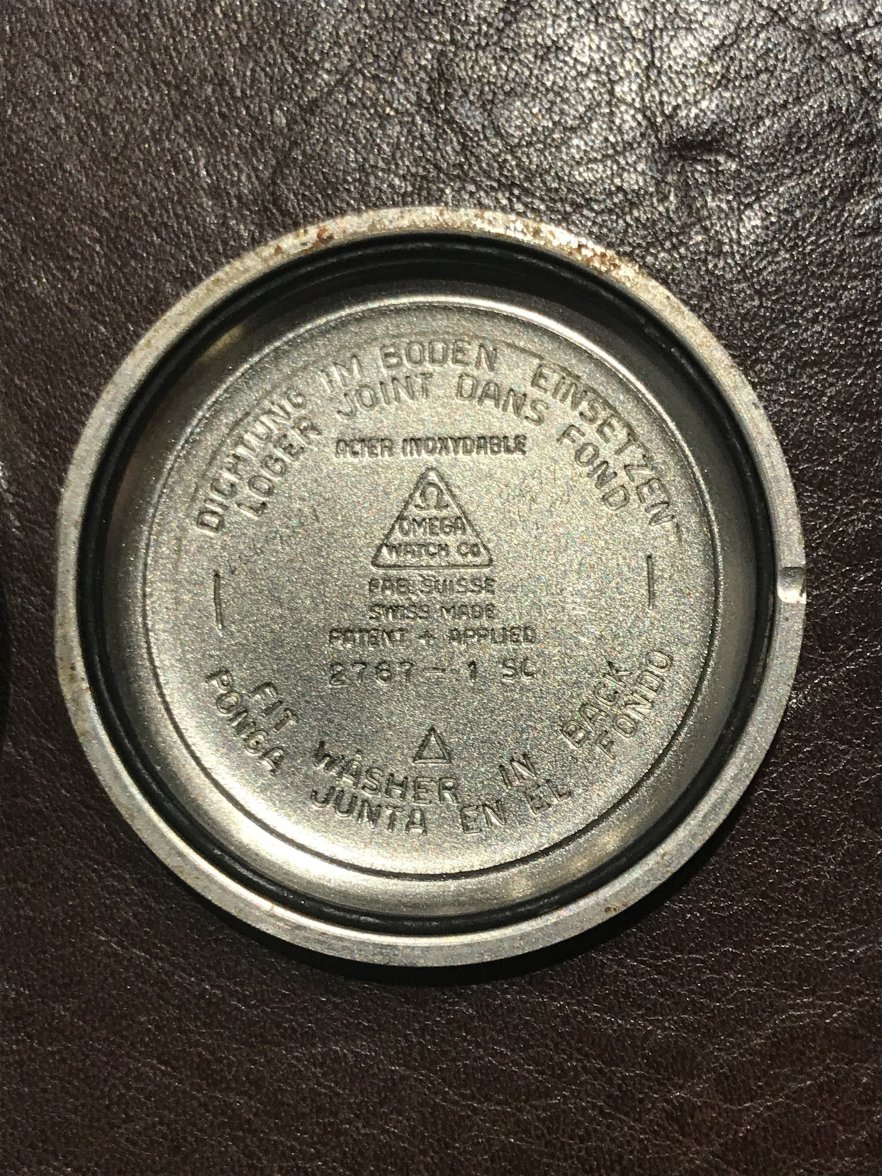 DICHTUNG IM BODEN EINSETZEN
LOGER JOINT DANS FOND
ACIER INOXYDABLE
Ω
OMEGA
WATCH CO
FAB. SUISSE
SWISS MADE
PATENT + APPLIED
2767-1 SC
FIT WASHER IN BACK
PONGA JUNTA EN EL FONDO